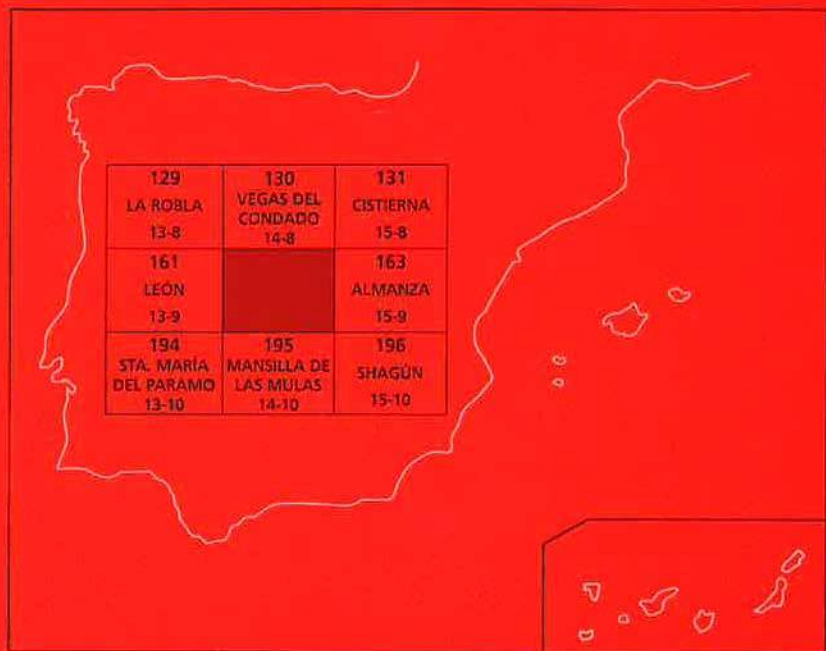 129
LA ROBLA
13-8
130
VEGAS DEL
CONDADO
14-8
131
CISTIERNA
15-8
161
LEÓN
13-9
163
ALMANZA
15-9
194
STA. MARÍA
DEL PARAMO
13-10
195
MANSILLA DE
LAS MULAS
14-10
196
SHAGÚN
15-10